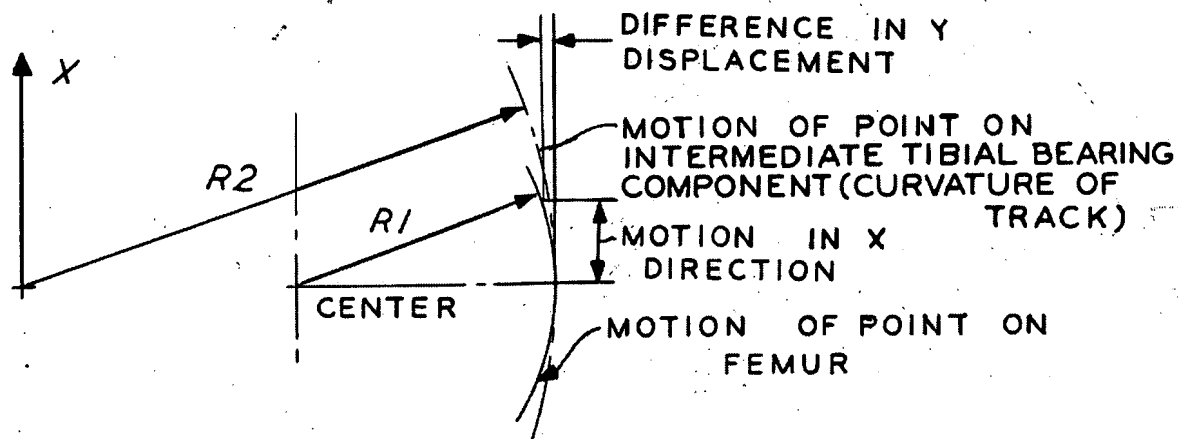 DIFFERENCE IN Y
DISPLACEMENT
X
MOTION OF POINT ON
INTERMEDIATE TIBIAL BEARING
COMPONENT (CURVATURE OF
TRACK)
R2
R1
MOTION IN X
DIRECTION
CENTER
MOTION OF POINT ON
FEMUR